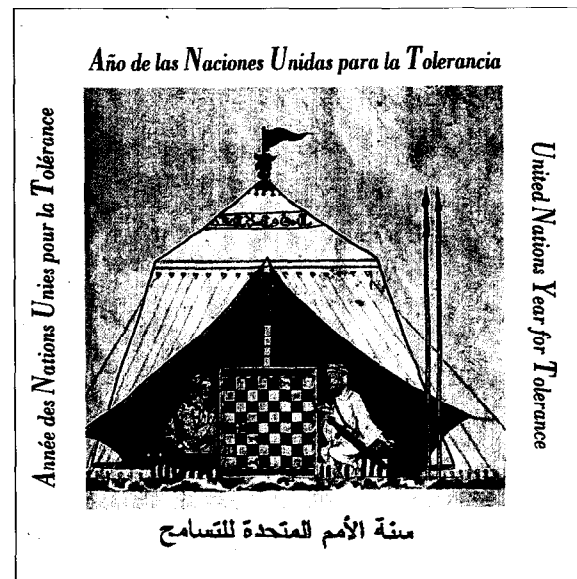 Año de las Naciones Unidas para la Tolerancia
Année des Nations Unies pour la Tolérance
United Nations Year for Tolerance
سنة الأمم المتحدة للتسامح